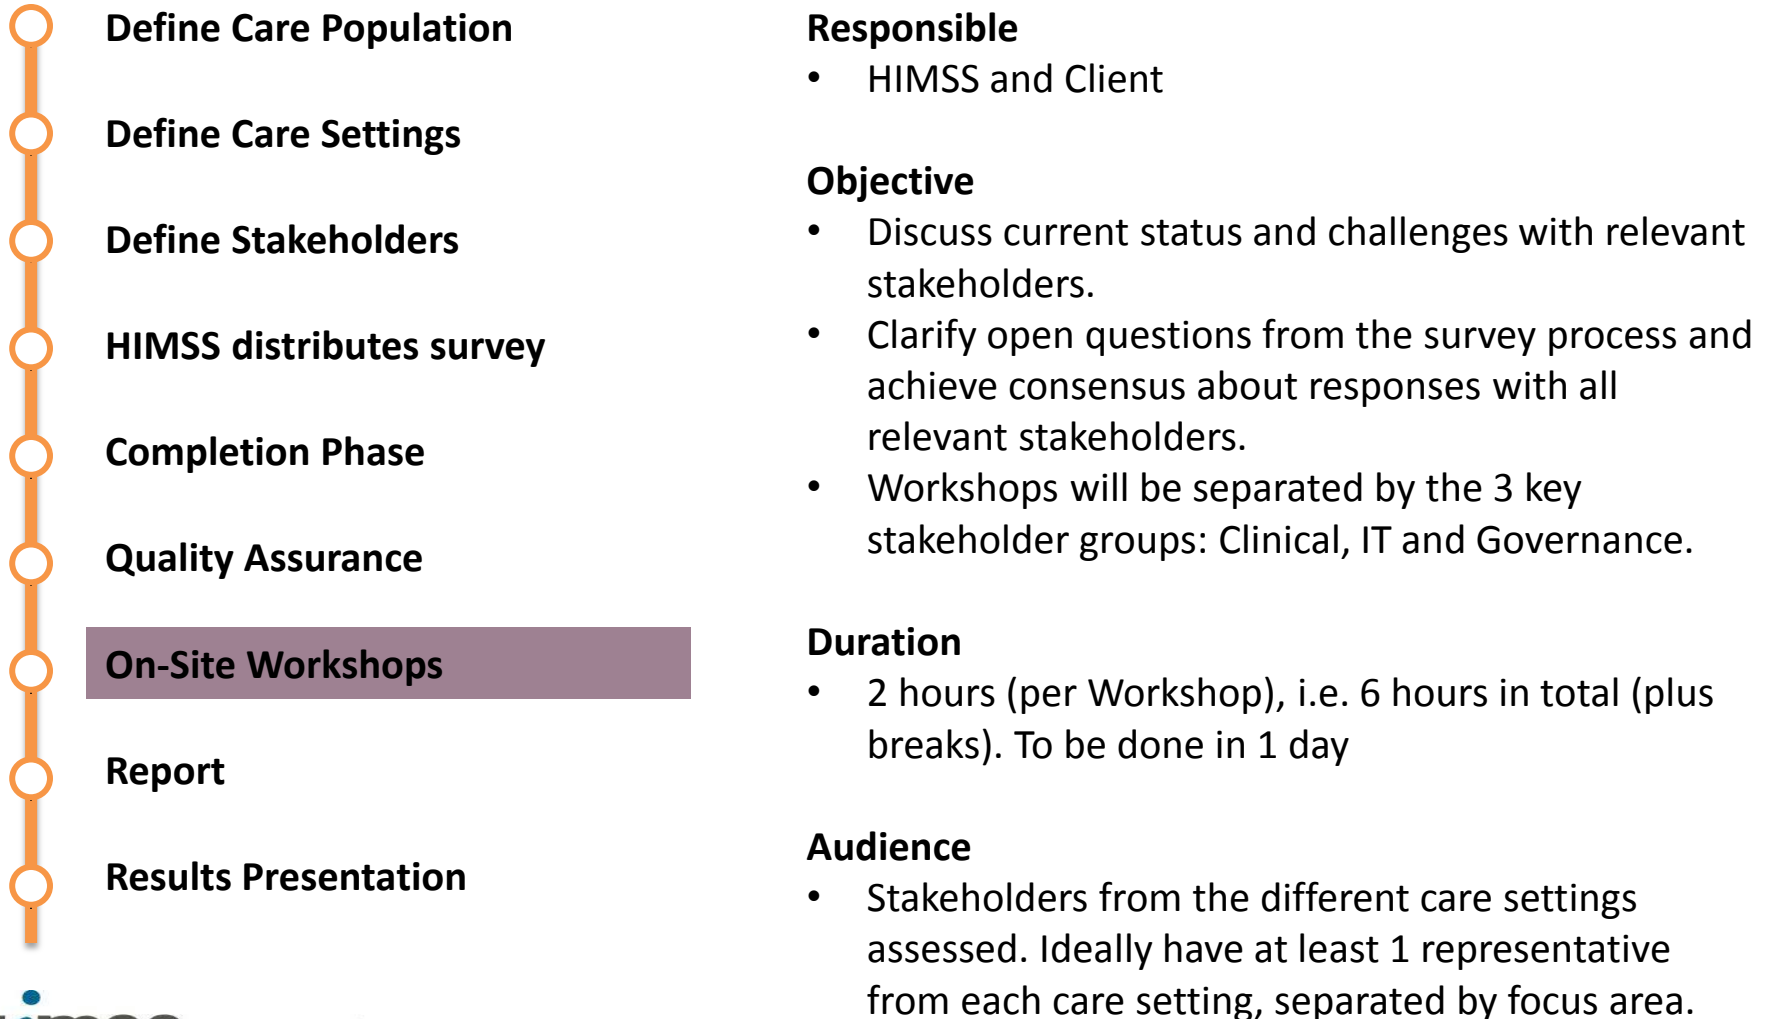 Define Care Population
Define Care Settings
Define Stakeholders
HIMSS distributes survey
Completion Phase
Quality Assurance
On-Site Workshops
Report
Results Presentation
Responsible
• HIMSS and Client
Objective
• Discuss current status and challenges with relevant
stakeholders.
• Clarify open questions from the survey process and
achieve consensus about responses with all
relevant stakeholders.
• Workshops will be separated by the 3 key
stakeholder groups: Clinical, IT and Governance.
Duration
• 2 hours (per Workshop), i.e. 6 hours in total (plus
breaks). To be done in 1 day
Audience
• Stakeholders from the different care settings
assessed. Ideally have at least 1 representative
from each care setting, separated by focus area.